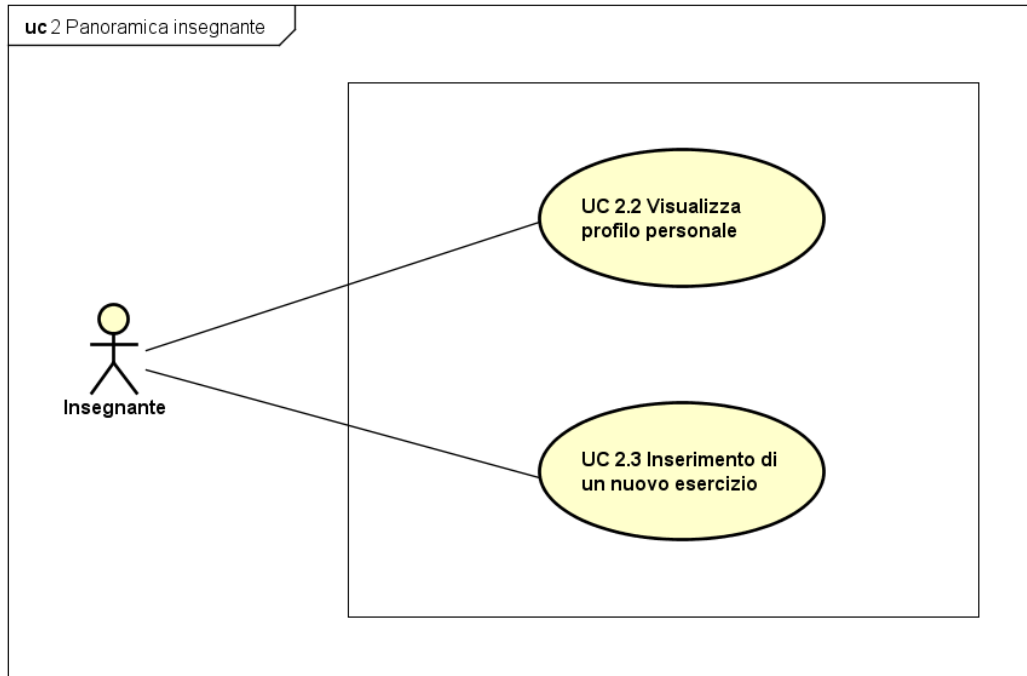 uc 2 Panoramica insegnante
UC 2.2 Visualizza
profilo personale
Insegnante
UC 2.3 Inserimento di
un nuovo esercizio